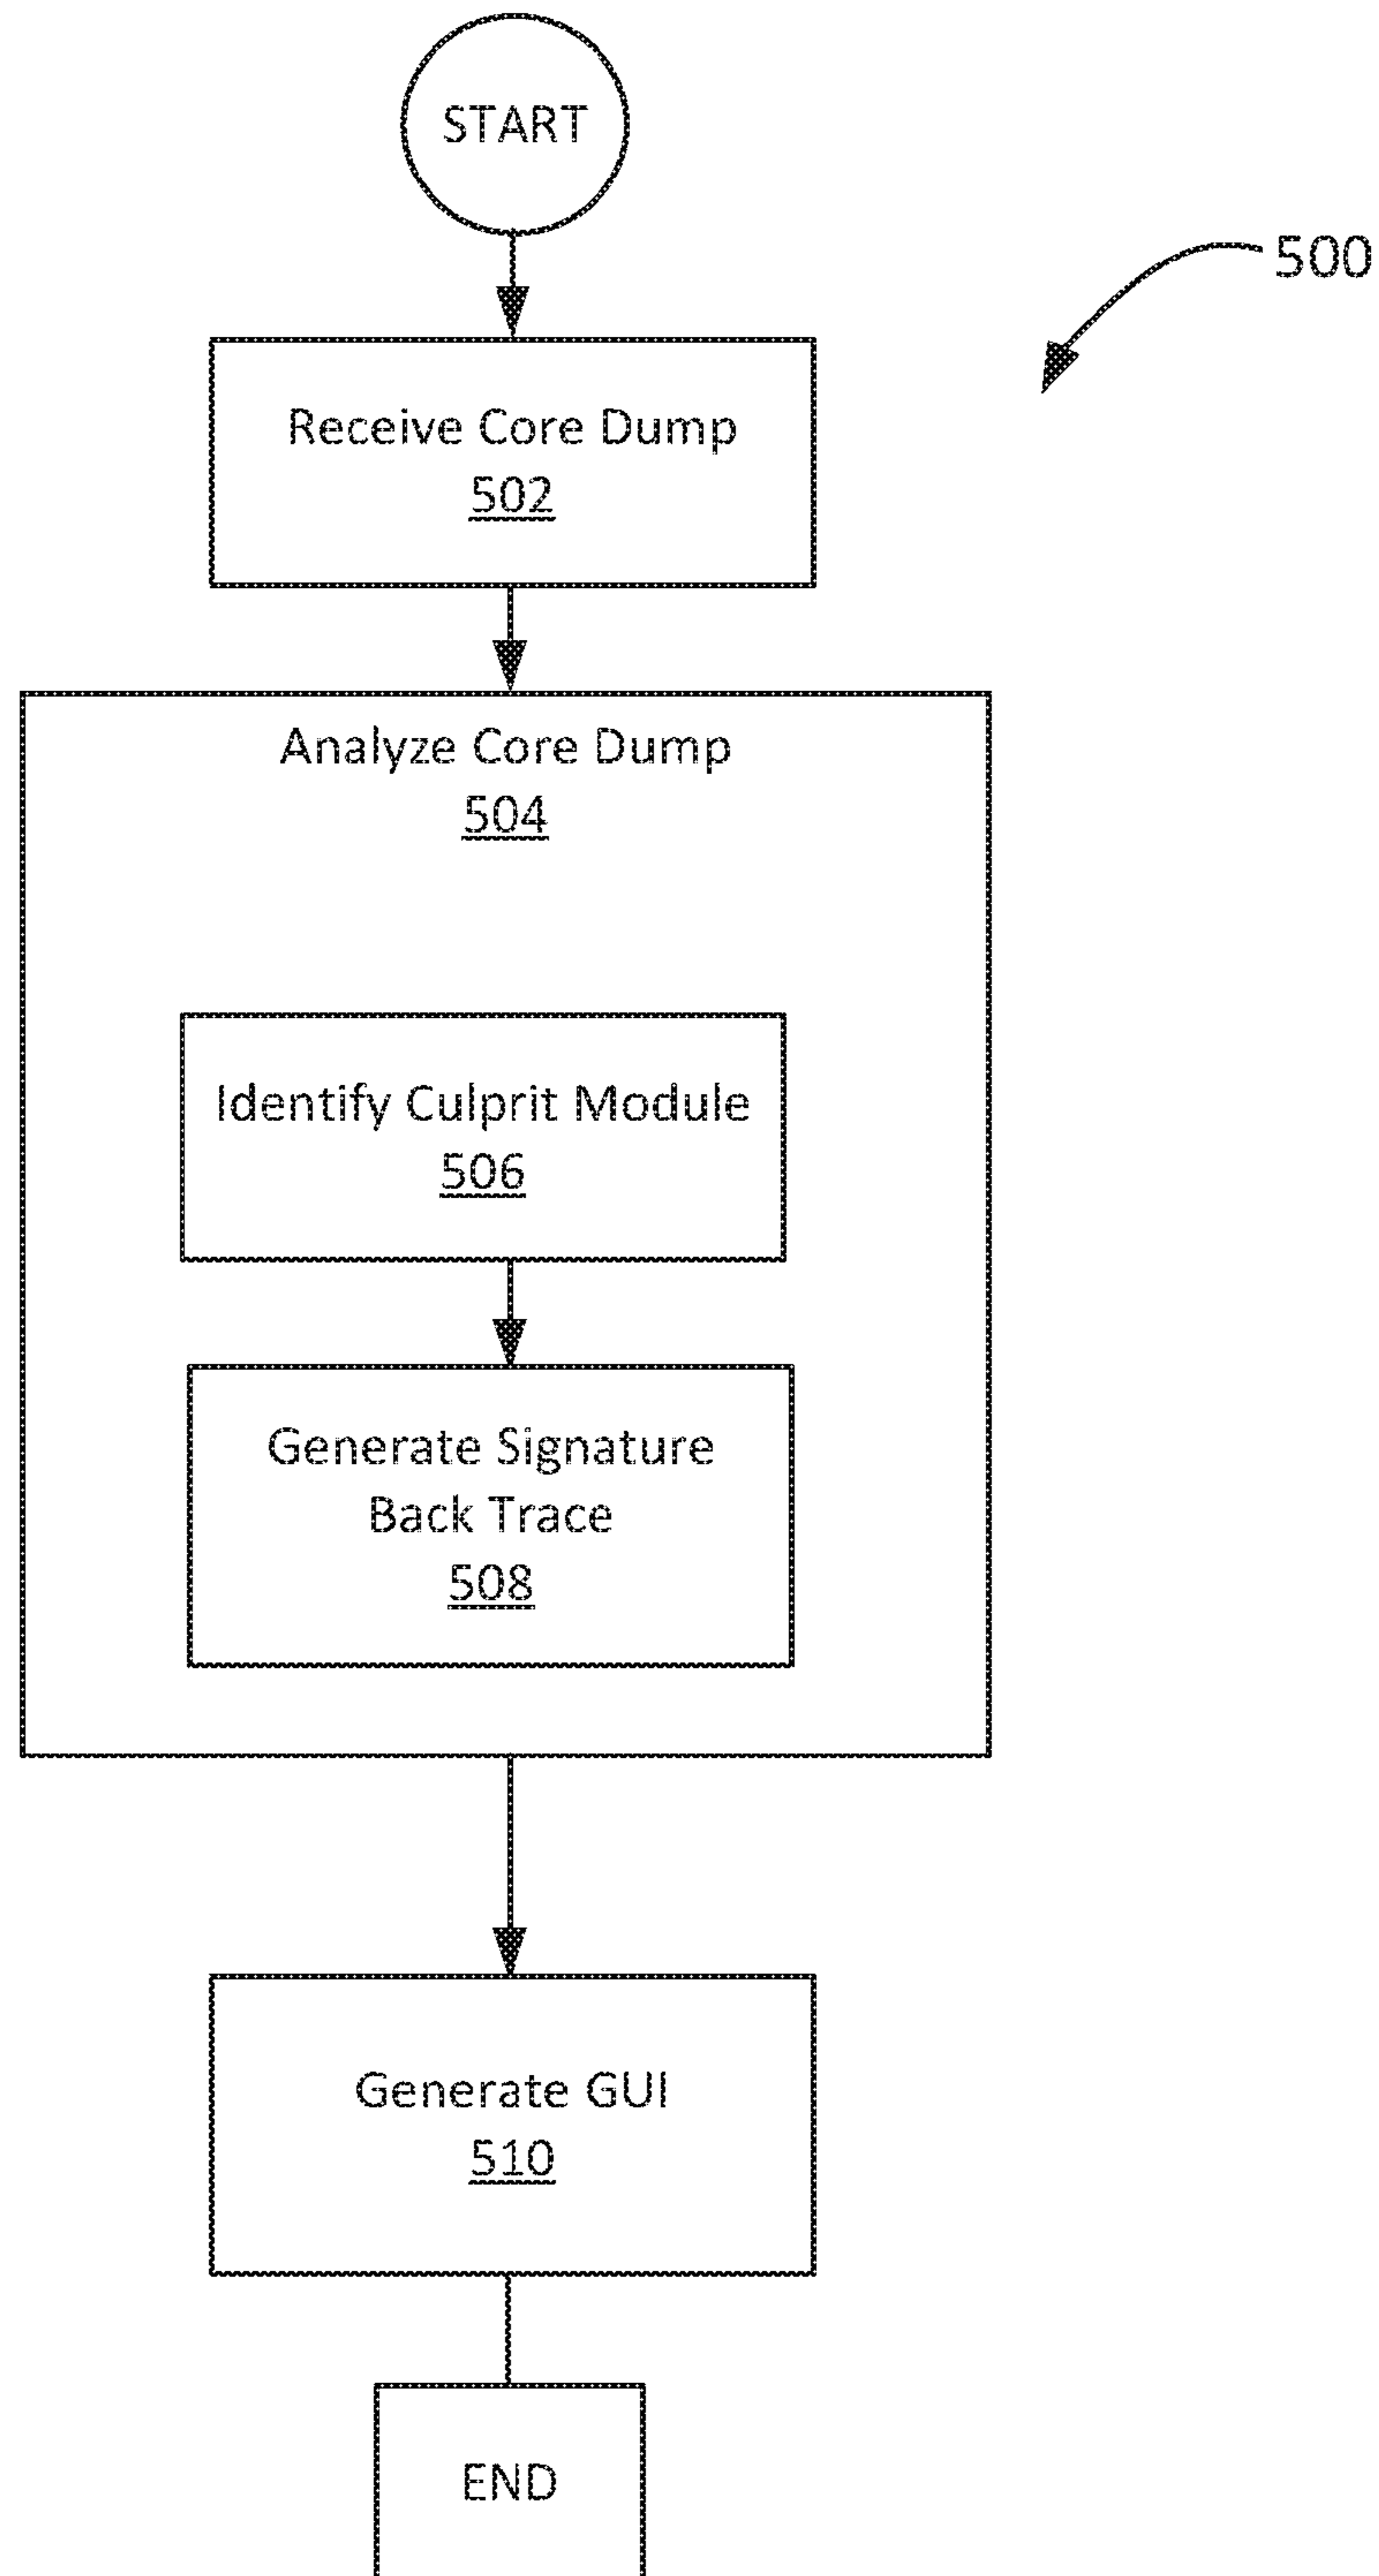 START
500
Receive Core Dump
502
Analyze Core Dump
504
Identify Culprit Module
506
Generate Signature
Back Trace
508
Generate GUI
510
END